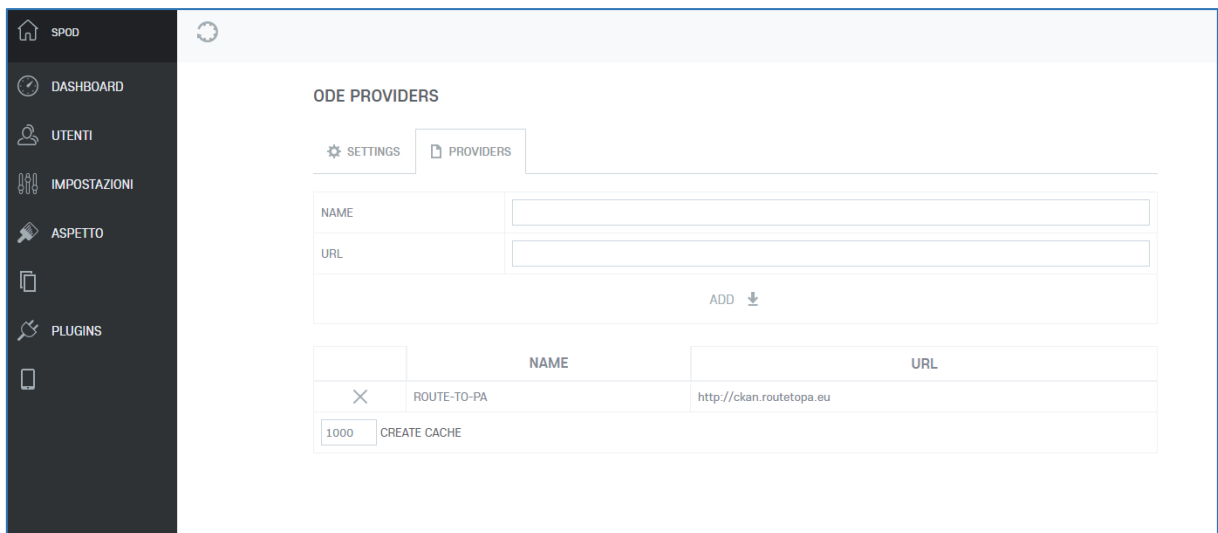 SPOD
DASHBOARD
UTENTI
IMPOSTAZIONI
ASPETTO
PLUGINS
ODE PROVIDERS
SETTINGS PROVIDERS
NAME
URL
ADD
NAME URL
ROUTE-TO-PA http://ckan.routetopa.eu
1000 CREATE CACHE